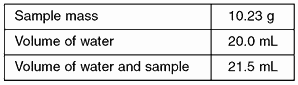 Sample mass 10.23 g
Volume of water 20.0 mL
Volume of water and sample 21.5 mL